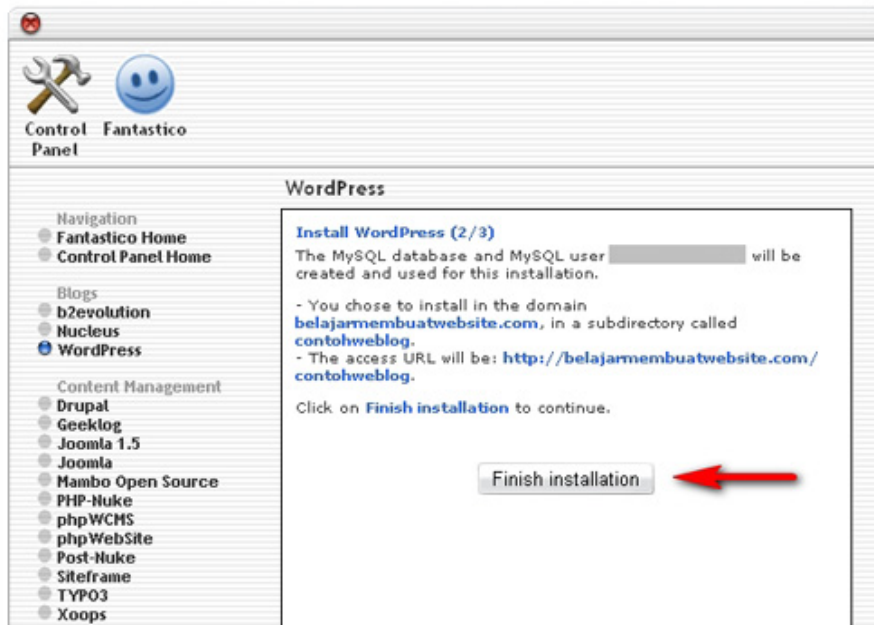 Control Panel
Fantastico
WordPress
Navigation
Fantastico Home
Control Panel Home
Blogs
b2evolution
Nucleus
WordPress
Content Management
Drupal
Geeklog
Joomla 1.5
Joomla
Mambo Open Source
PHP-Nuke
phpWCMS
phpWebSite
Post-Nuke
Siteframe
TYPO3
Xoops
Install WordPress (2/3)
The MySQL database and MySQL user will be
created and used for this installation.
- You chose to install in the domain
belajarmembuatwebsite.com, in a subdirectory called
contohweblog.
- The access URL will be: http://belajarmembuatwebsite.com/
contohweblog.
Click on Finish installation to continue.
Finish installation